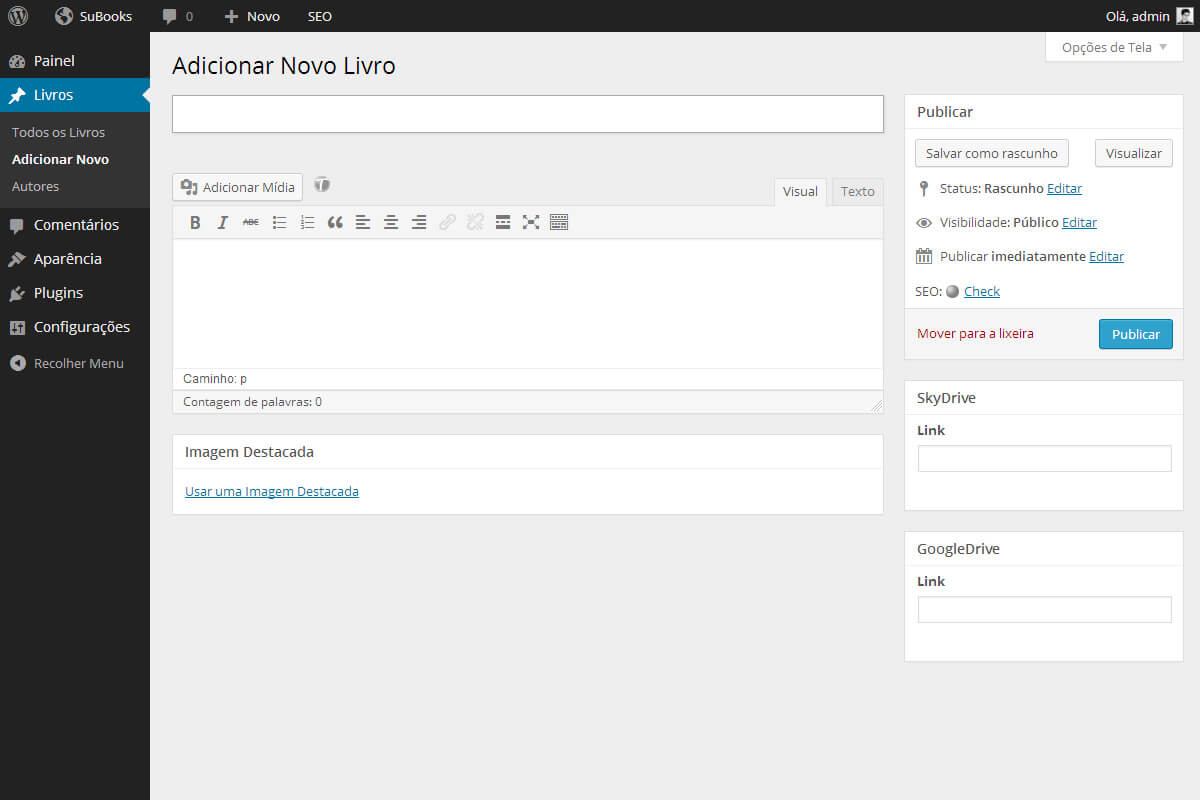 SuBooks 0 Novo SEO Olá, admin
Opções de Tela
Painel
Livros
Todos os Livros
Adicionar Novo
Autores
Comentários
Aparência
Plugins
Configurações
Recolher Menu
Adicionar Novo Livro
Adicionar Mídia
Visual Texto
B I ABC
Caminho: p
Contagem de palavras: 0
Imagem Destacada
Usar uma Imagem Destacada
Publicar
Salvar como rascunho Visualizar
Status: Rascunho Editar
Visibilidade: Público Editar
Publicar imediatamente Editar
SEO: Check
Mover para a lixeira Publicar
SkyDrive
Link
GoogleDrive
Link